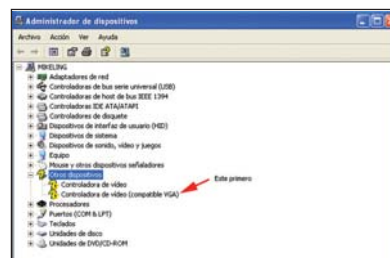 Administrador de dispositivos
Archivo Acción Ver Ayuda
MIKELING
Adaptadores de red
Controladoras de bus serie universal (USB)
Controladoras de host de bus IEEE 1394
Controladoras IDE ATA/ATAPI
Controladoras de disquete
Dispositivos de interfaz de usuario (HID)
Dispositivos de sistema
Dispositivos de sonido, vídeo y juegos
Equipo
Mouse y otros dispositivos señaladores
Otros dispositivos
Controladora de vídeo
Controladora de vídeo (compatible VGA)
Este primero
Procesadores
Puertos (COM & LPT)
Teclados
Unidades de disco
Unidades de DVD/CD-ROM